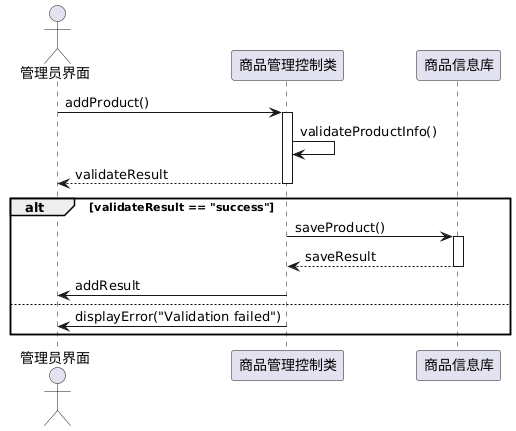 管理员界面
商品管理控制类
商品信息库
addProduct()
validateProductInfo()
validateResult
alt
[validateResult == "success"]
saveProduct()
saveResult
addResult
displayError("Validation failed")
管理员界面
商品管理控制类
商品信息库